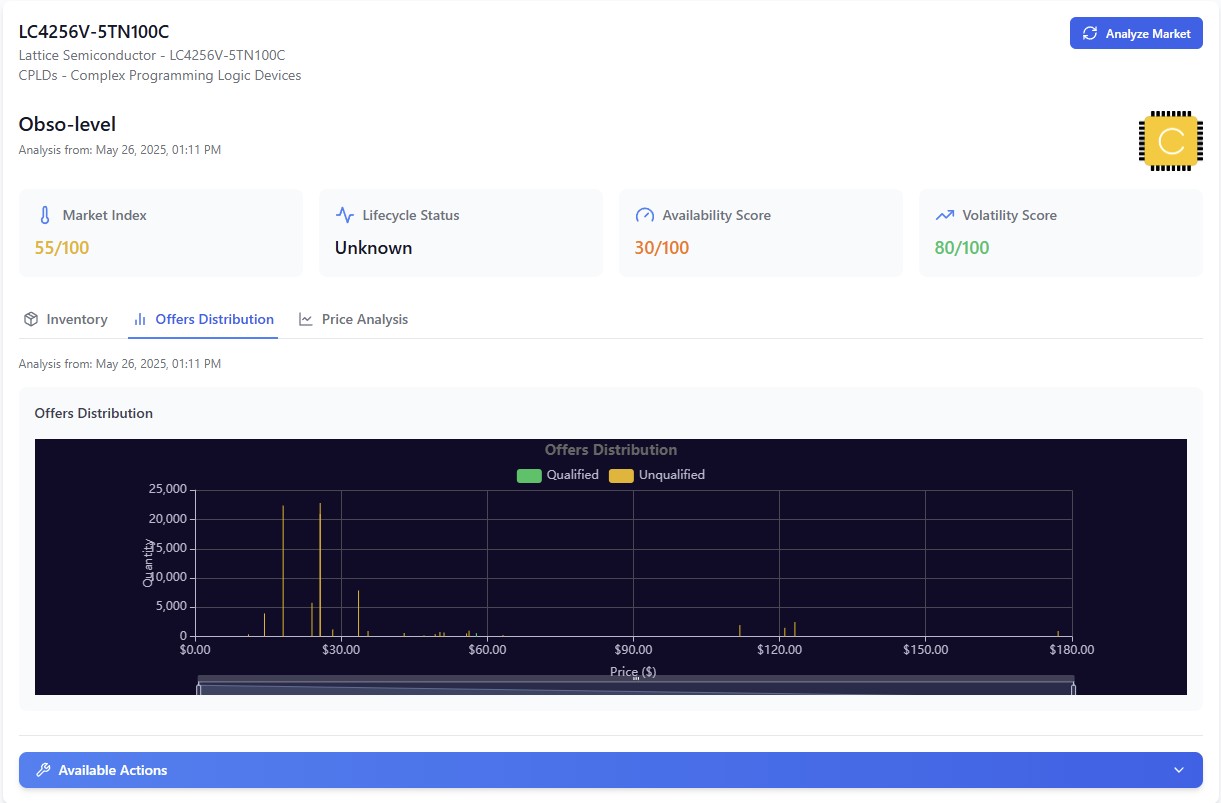 LC4256V-5TN100C
Analyze Market
Lattice Semiconductor - LC4256V-5TN100C
CPLDs - Complex Programming Logic Devices
Obso-level
Analysis from: May 26, 2025, 01:11 PM
C
Market Index
55/100
Lifecycle Status
Unknown
Availability Score
30/100
Volatility Score
80/100
Inventory
Offers Distribution
Price Analysis
Analysis from: May 26, 2025, 01:11 PM
Offers Distribution
Offers Distribution
Qualified
Unqualified
Quantity
25,000
20,000
15,000
10,000
5,000
0
$0.00
$30.00
$60.00
$90.00
$120.00
$150.00
$180.00
Price ($)
Available Actions